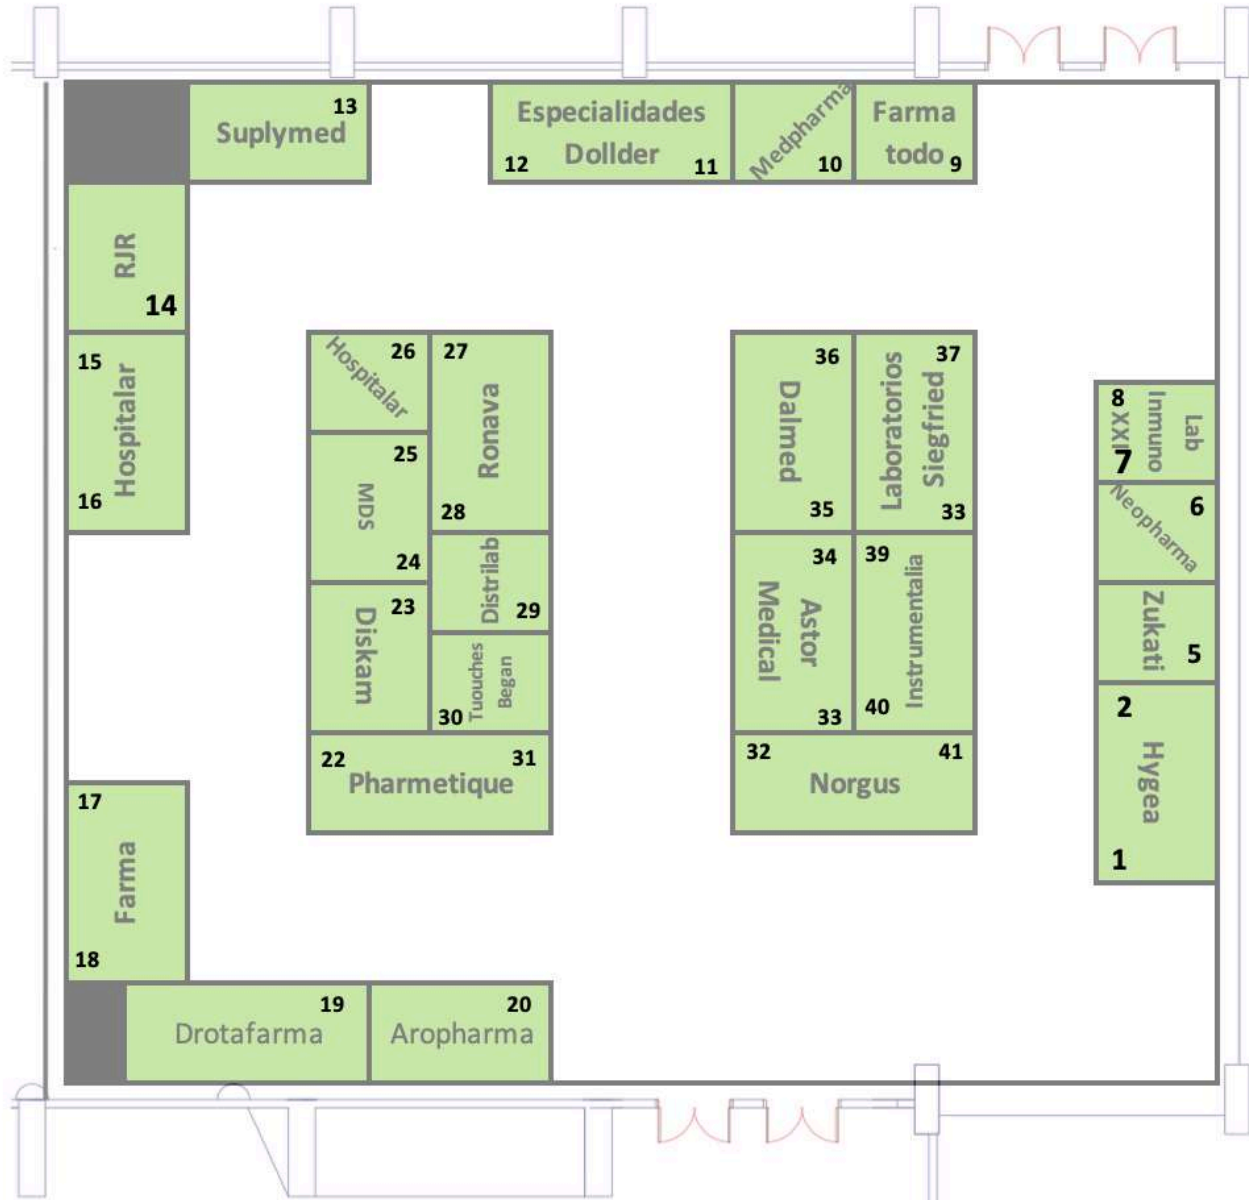 13
Suplymed
Especialidades
Dollder
12
11
Medpharma
10
Farma
todo
9
RJR
14
15
Hospitalar
16
26
Hospitalar
27
Ronava
28
25
MDS
24
Distrilab
29
23
Diskam
Tuouches
Began
30
22
31
Pharmetique
36
Dalmed
35
37
Laboratorios
Siegfried
33
34
Astor
Medical
33
39
Instrumentalia
40
32
41
Norgus
8
Lab
Inmuno
XXI
7
6
Neopharma
Zukati
5
2
Hygea
1
17
Farma
18
19
Drotafarma
20
Aropharma